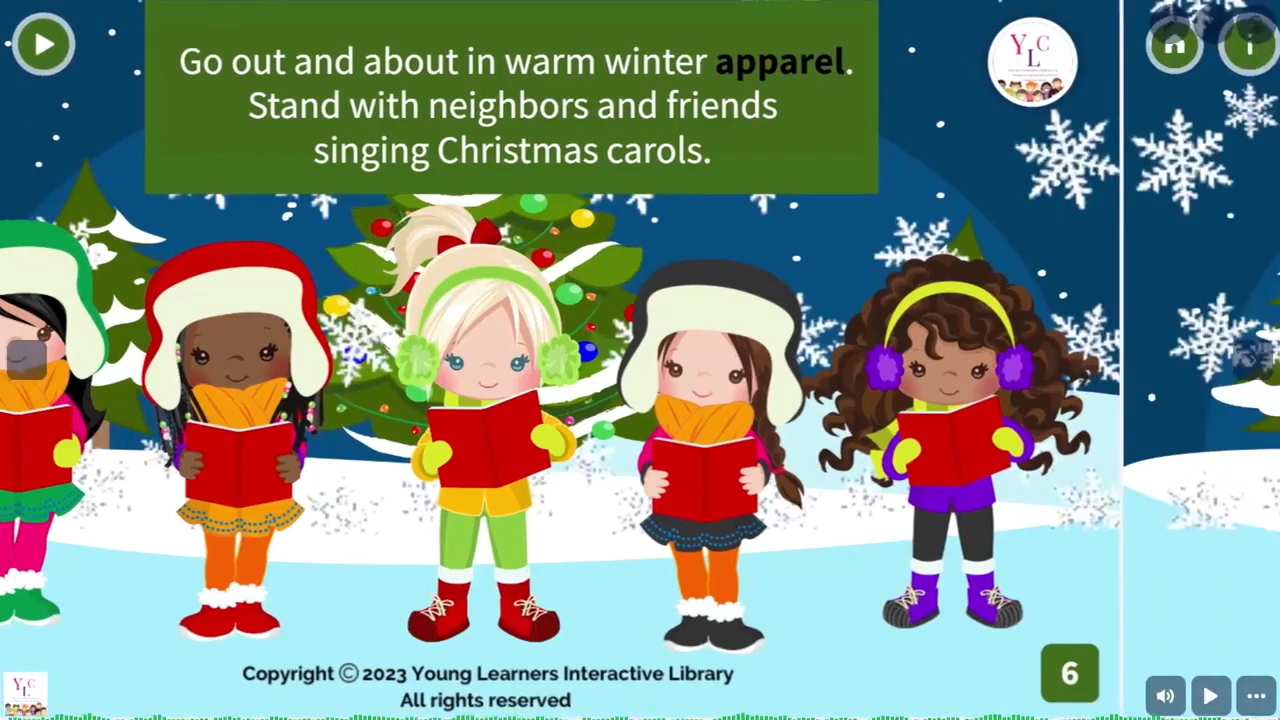 Go out and about in warm winter apparel.
Stand with neighbors and friends
singing Christmas carols.
Y L C
Copyright © 2023 Young Learners Interactive Library
All rights reserved
6
Y L C